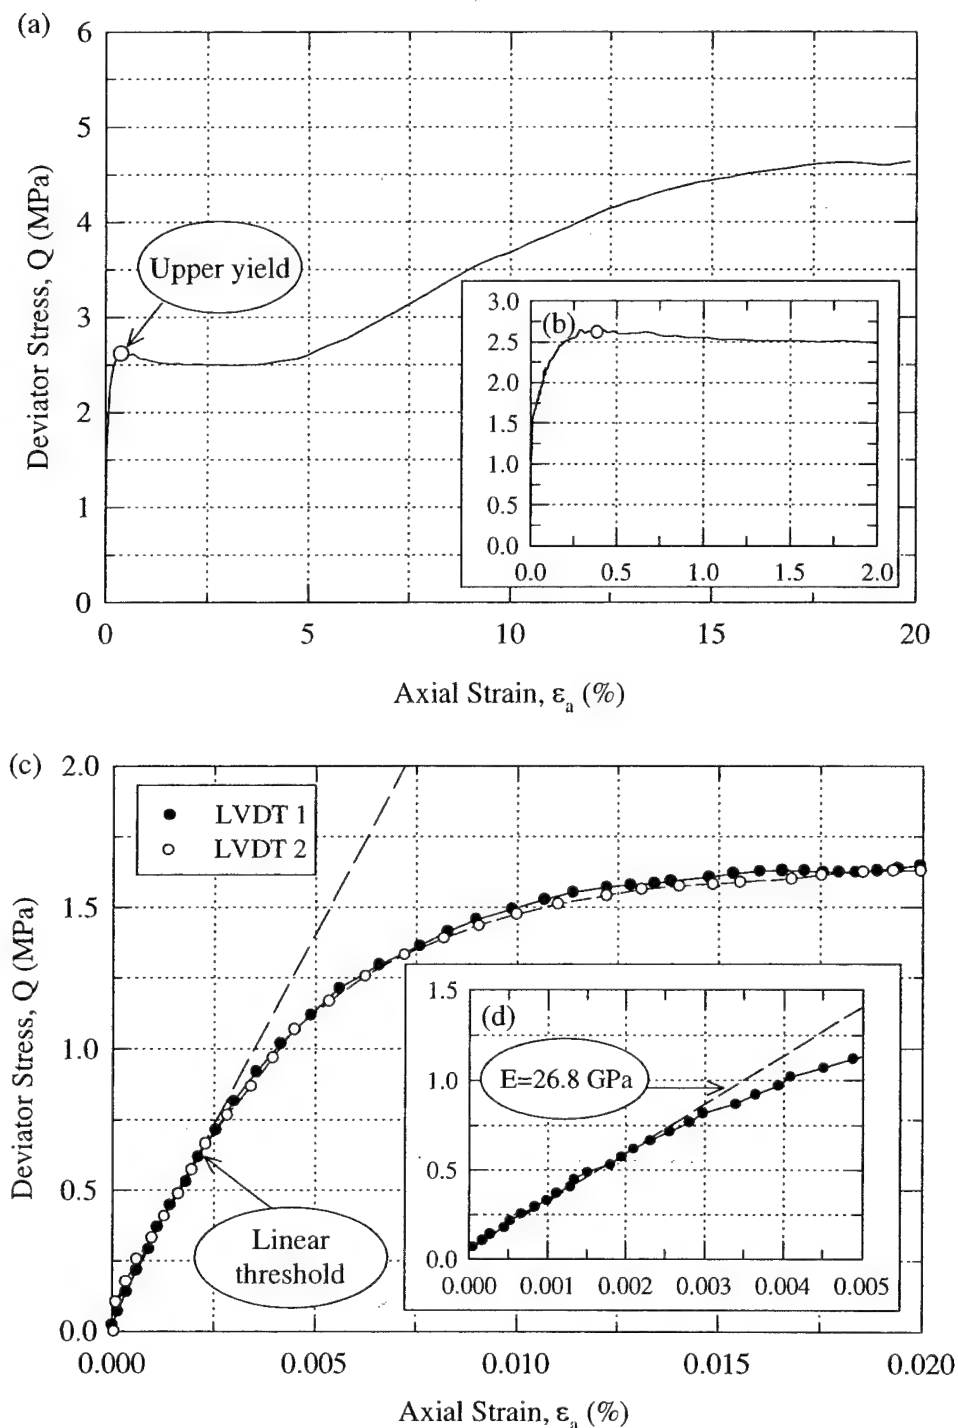 (a)
6
5
4
3
2
1
0
Deviator Stress, Q (MPa)
Upper yield
(b)
3.0
2.5
2.0
1.5
1.0
0.5
0.0
0.0 0.5 1.0 1.5 2.0
0 5 10 15 20
Axial Strain, εa (%)
(c)
2.0
1.5
1.0
0.5
0.0
Deviator Stress, Q (MPa)
LVDT 1
LVDT 2
Linear
threshold
(d)
1.5
1.0
0.5
0.0
E=26.8 GPa
0.000 0.001 0.002 0.003 0.004 0.005
0.000 0.005 0.010 0.015 0.020
Axial Strain, εa (%)